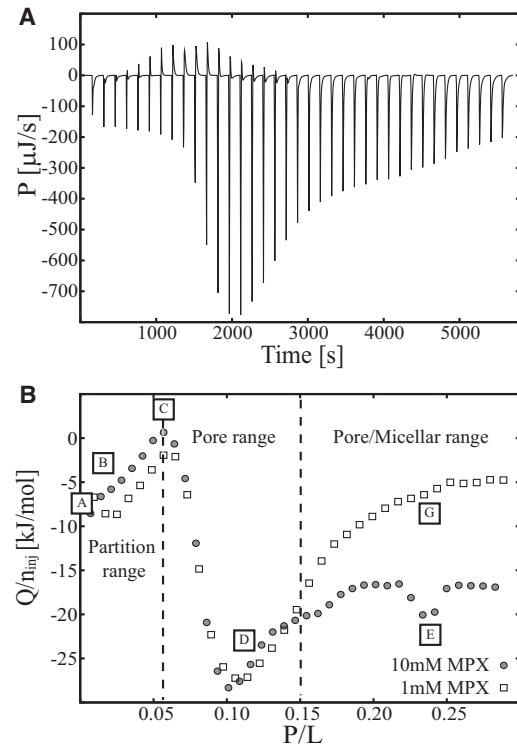 A
100
0
-100
-200
-300
-400
-500
-600
-700
P [µJ/s]
1000 2000 3000 4000 5000
Time [s]
B
C
Pore range
Pore/Micellar range
0
B
-5
A
G
Partition
range
-10
-15
D
-20
E
-25
Q/n_inj [kJ/mol]
10mM MPX
1mM MPX
0.05 0.10 0.15 0.20 0.25
P/L